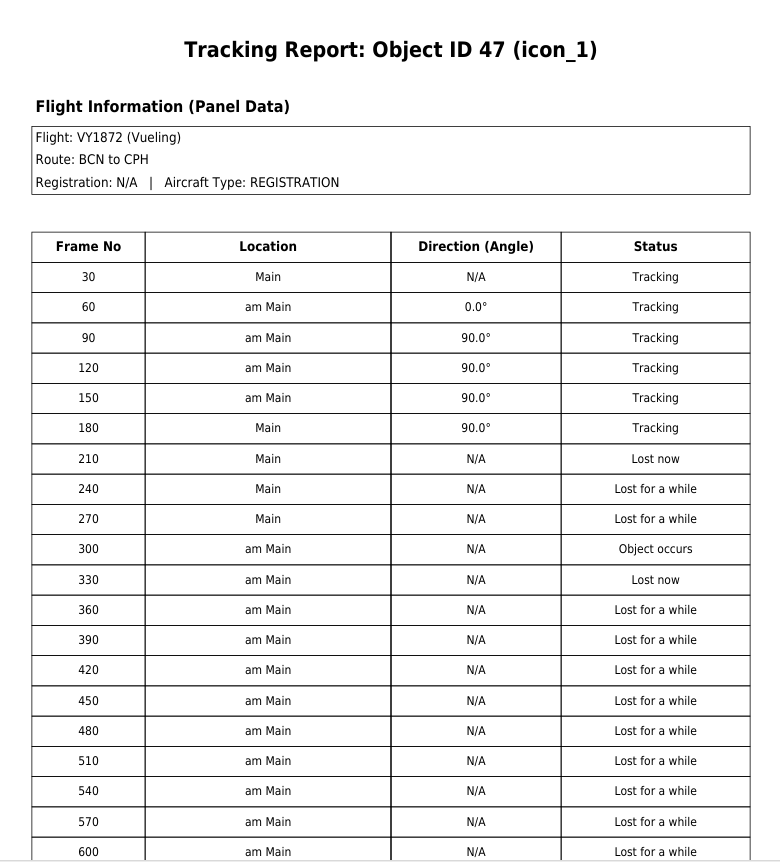 Tracking Report: Object ID 47 (icon_1)
Flight Information (Panel Data)
Flight: VY1872 (Vueling)
Route: BCN to CPH
Registration: N/A | Aircraft Type: REGISTRATION
Frame No Location Direction (Angle) Status
30 Main N/A Tracking
60 am Main 0.0° Tracking
90 am Main 90.0° Tracking
120 am Main 90.0° Tracking
150 am Main 90.0° Tracking
180 Main 90.0° Tracking
210 Main N/A Lost now
240 Main N/A Lost for a while
270 Main N/A Lost for a while
300 am Main N/A Object occurs
330 am Main N/A Lost now
360 am Main N/A Lost for a while
390 am Main N/A Lost for a while
420 am Main N/A Lost for a while
450 am Main N/A Lost for a while
480 am Main N/A Lost for a while
510 am Main N/A Lost for a while
540 am Main N/A Lost for a while
570 am Main N/A Lost for a while
600 am Main N/A Lost for a while